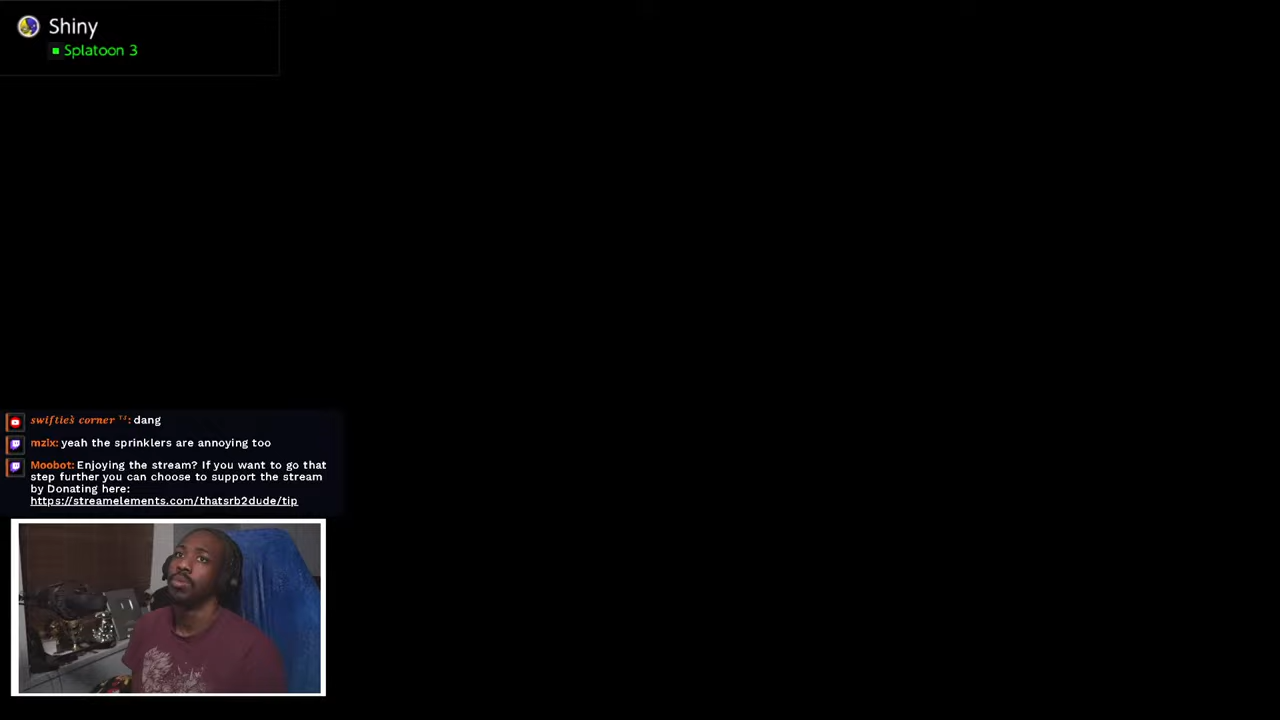 Shiny
Splatoon 3
swifties corner: dang
mzix: yeah the sprinklers are annoying too
Moobot: Enjoying the stream? If you want to go that
step further you can choose to support the stream
by Donating here:
https://streamelements.com/thatsrb2dude/tip